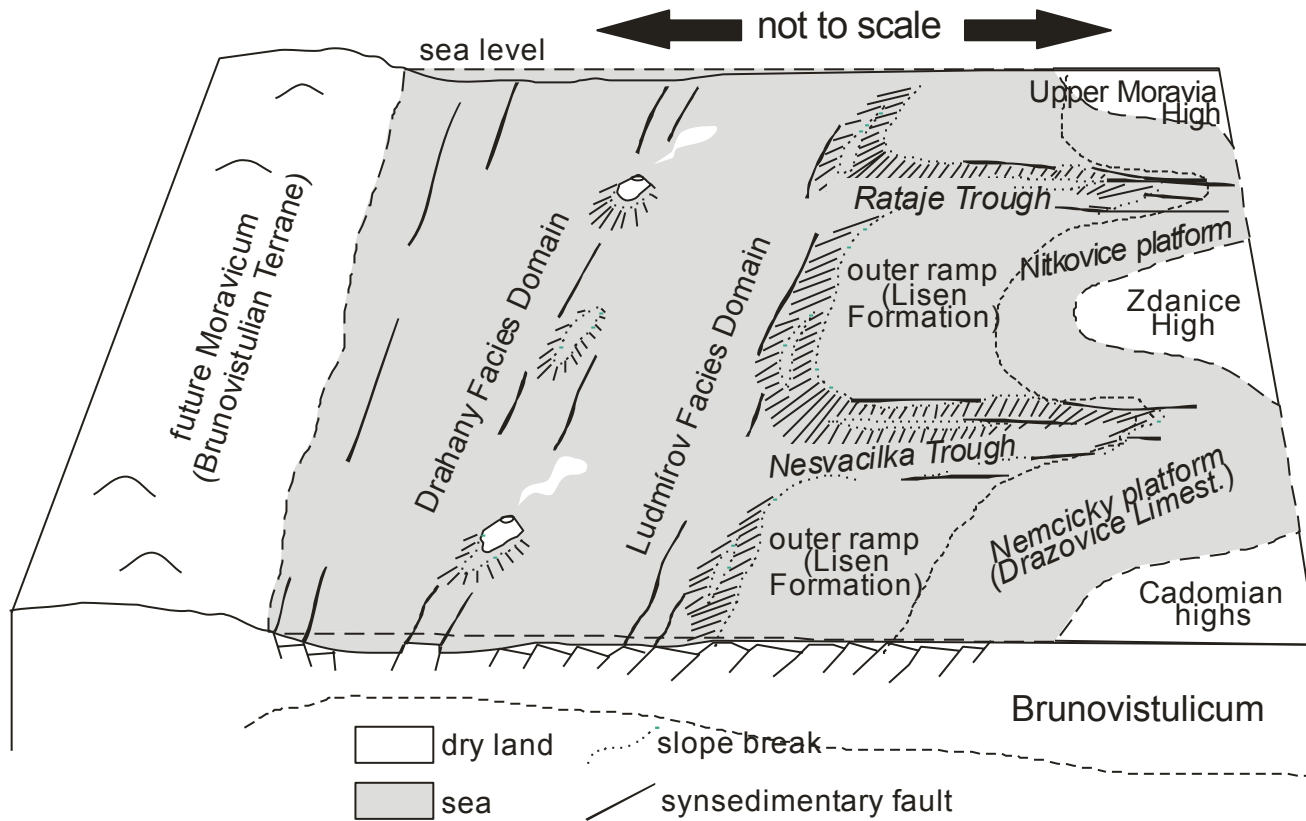 not to scale
sea level
Upper Moravia
High
future Moravicum
(Brunovistulian Terrane)
Drahany Facies Domain
Ludmírov Facies Domain
Rataje Trough
Nitkovice platform
outer ramp
(Lisen
Formation)
Zdanice
High
Nesvacilka Trough
outer ramp
(Lisen
Formation)
Nemcicky platform
(Drazovice Limest.)
Cadomian
highs
Brunovistulicum
dry land
slope break
sea
synsedimentary fault